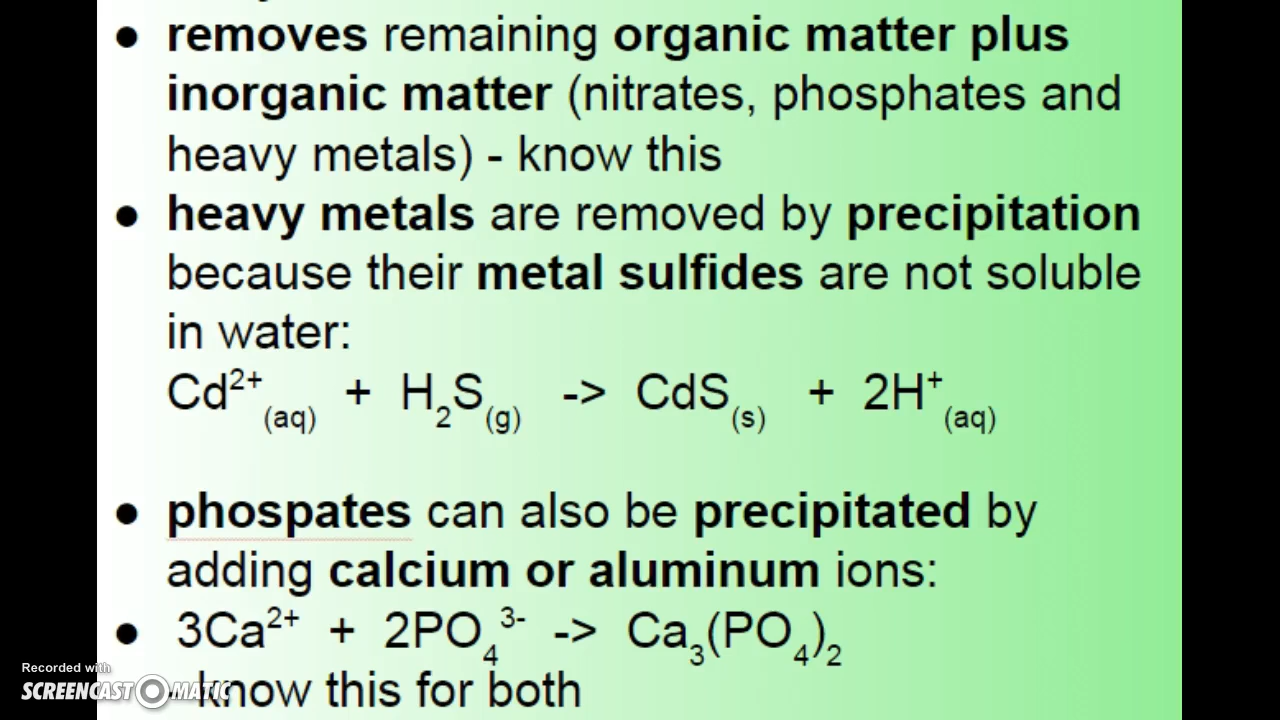 ● removes remaining organic matter plus
inorganic matter (nitrates, phosphates and
heavy metals) - know this
● heavy metals are removed by precipitation
because their metal sulfides are not soluble
in water:
Cd²⁺(aq) + H₂S(g) -> CdS(s) + 2H⁺(aq)
● phospates can also be precipitated by
adding calcium or aluminum ions:
● 3Ca²⁺ + 2PO₄³⁻ -> Ca₃(PO₄)₂
- know this for both
Recorded with
SCREENCAST-O-MATIC